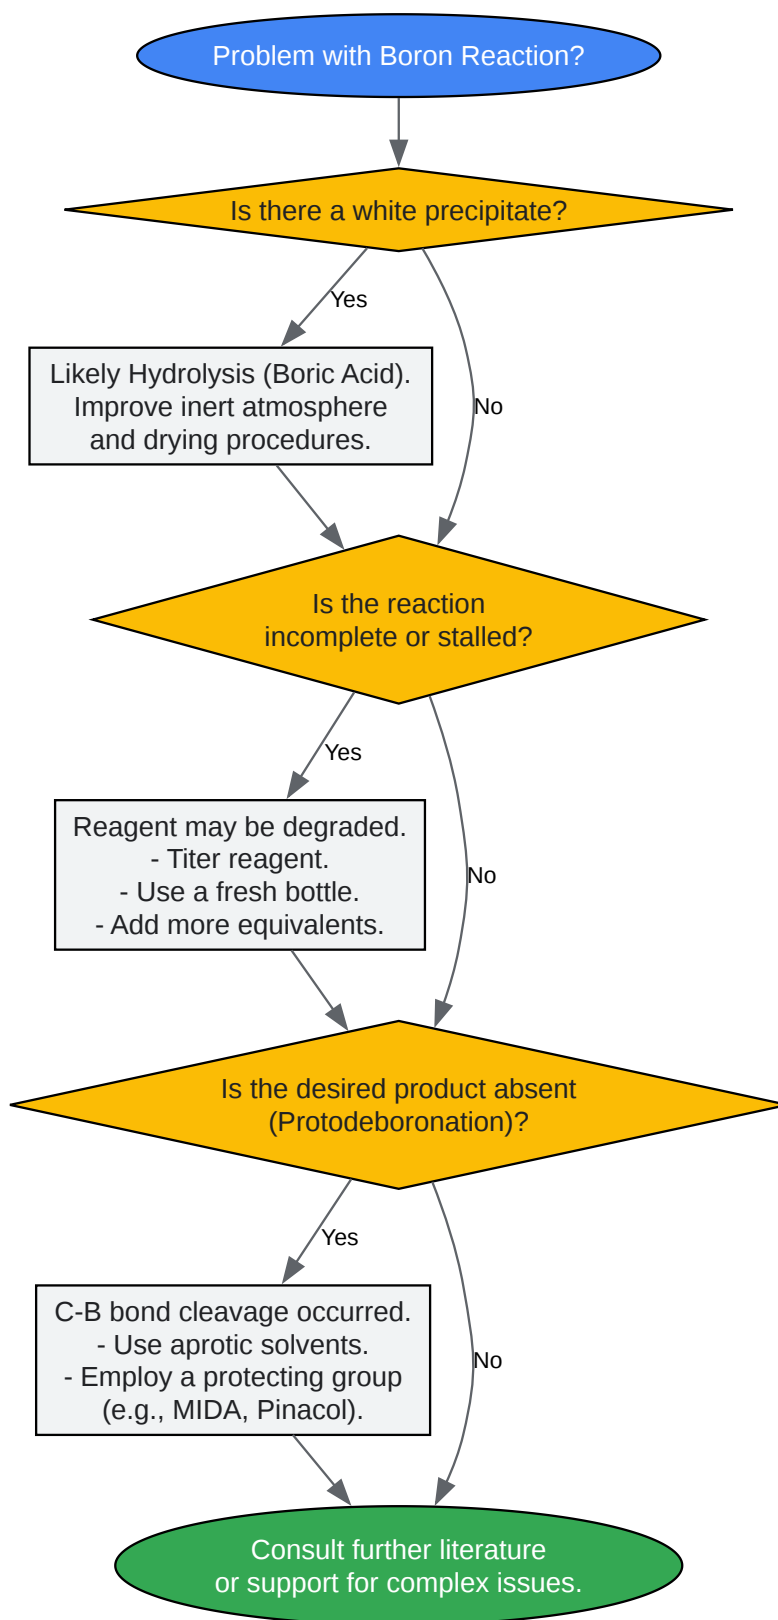 Problem with Boron Reaction?
Is there a white precipitate?
Yes
Likely Hydrolysis (Boric Acid).
Improve inert atmosphere
and drying procedures.
No
Is the reaction
incomplete or stalled?
Yes
Reagent may be degraded.
- Titer reagent.
- Use a fresh bottle.
- Add more equivalents.
No
Is the desired product absent
(Protodeboronation)?
Yes
C-B bond cleavage occurred.
- Use aprotic solvents.
- Employ a protecting group
(e.g., MIDA, Pinacol).
No
Consult further literature
or support for complex issues.